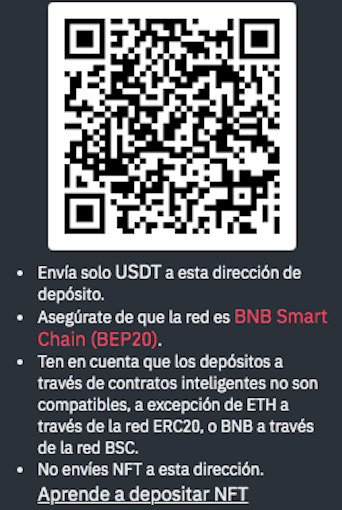 • Envía solo USDT a esta dirección de
depósito.
• Asegúrate de que la red es BNB Smart
Chain (BEP20).
• Ten en cuenta que los depósitos a
través de contratos inteligentes no son
compatibles, a excepción de ETH a
través de la red ERC20, o BNB a través
de la red BSC.
• No envíes NFT a esta dirección.
Aprende a depositar NFT